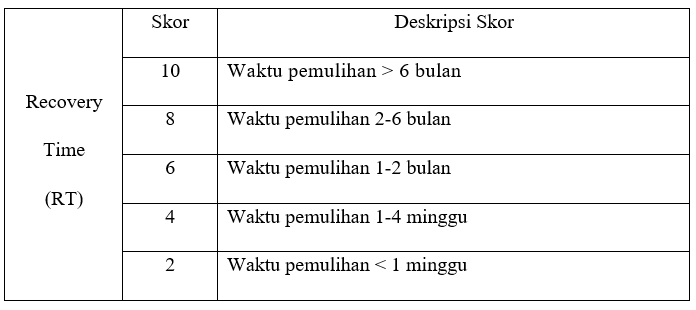 Skor
Deskripsi Skor
Recovery
Time
(RT)
10
Waktu pemulihan > 6 bulan
8
Waktu pemulihan 2-6 bulan
6
Waktu pemulihan 1-2 bulan
4
Waktu pemulihan 1-4 minggu
2
Waktu pemulihan < 1 minggu